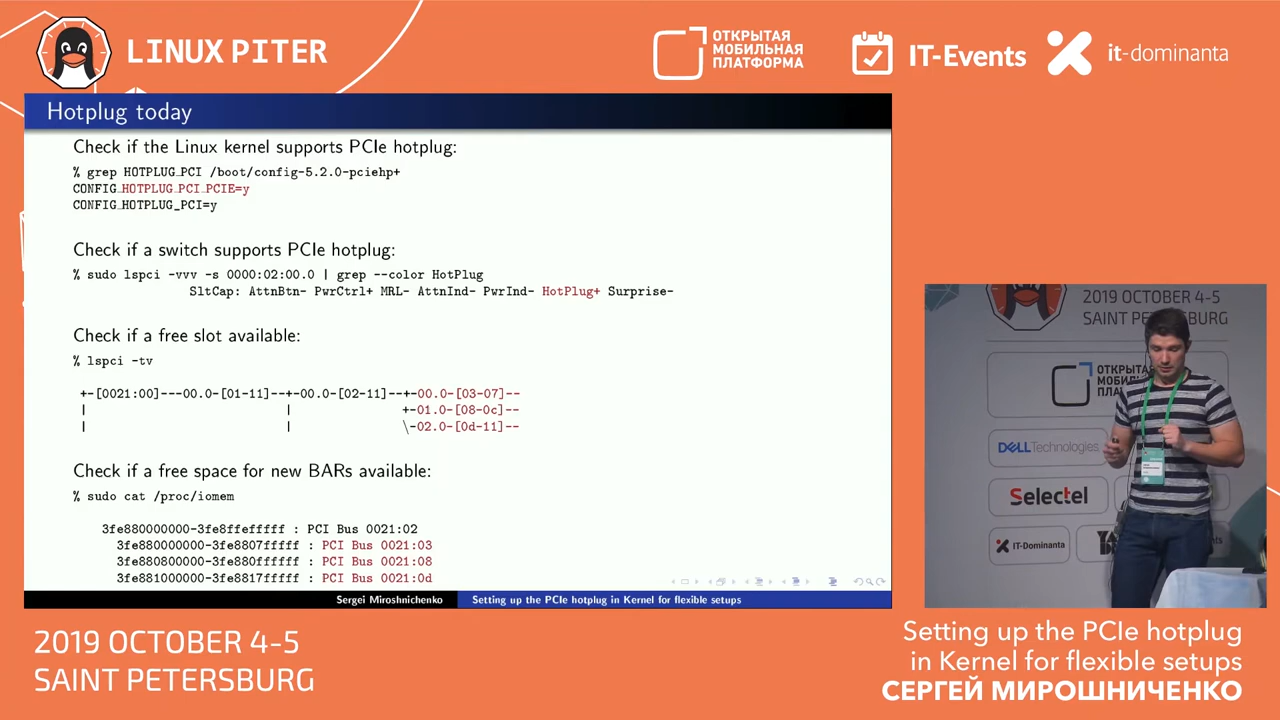 LINUX PITER
ОТКРЫТАЯ
МОБИЛЬНАЯ
ПЛАТФОРМА
IT-Events
it-dominanta
Hotplug today
Check if the Linux kernel supports PCIe hotplug:
% grep HOTPLUG_PCI /boot/config-5.2.0-pciehp+
CONFIG_HOTPLUG_PCI_PCIE=y
CONFIG_HOTPLUG_PCI=y
Check if a switch supports PCIe hotplug:
% sudo lspci -vvv -s 0000:02:00.0 | grep --color HotPlug
SltCap: AttnBtn- PwrCtrl+ MRL- AttnInd- PwrInd- HotPlug+ Surprise-
Check if a free slot available:
% lspci -tv
+-[0021:00]---00.0-[01-11]--+-00.0-[02-11]--+-00.0-[03-07]--
|                           |               +-01.0-[08-0c]--
|                           |               \-02.0-[0d-11]--
Check if a free space for new BARs available:
% sudo cat /proc/iomem
3fe880000000-3fe8ffefffff : PCI Bus 0021:02
3fe880000000-3fe8807fffff : PCI Bus 0021:03
3fe880800000-3fe880ffffff : PCI Bus 0021:08
3fe881000000-3fe8817fffff : PCI Bus 0021:0d
Sergei Miroshnichenko
Setting up the PCIe hotplug in Kernel for flexible setups
2019 OCTOBER 4-5
SAINT PETERSBURG
DELL Technologies
Selectel
IT-Dominanta
2019 OCTOBER 4-5
SAINT PETERSBURG
Setting up the PCIe hotplug
in Kernel for flexible setups
СЕРГЕЙ МИРОШНИЧЕНКО